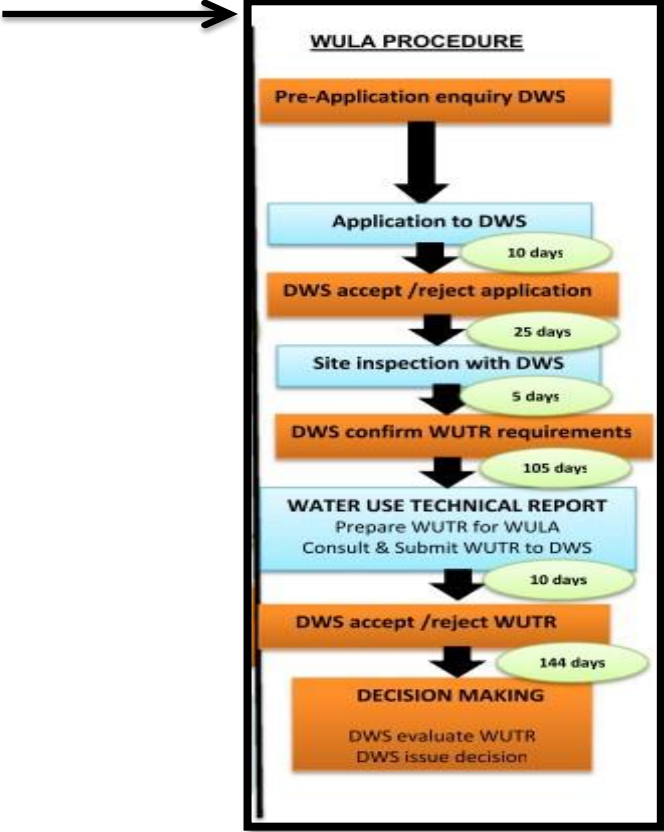 WULA PROCEDURE
Pre-Application enquiry DWS
Application to DWS
10 days
DWS accept /reject application
25 days
Site inspection with DWS
5 days
DWS confirm WUTR requirements
105 days
WATER USE TECHNICAL REPORT
Prepare WUTR for WULA
Consult & Submit WUTR to DWS
10 days
DWS accept /reject WUTR
144 days
DECISION MAKING
DWS evaluate WUTR
DWS issue decision